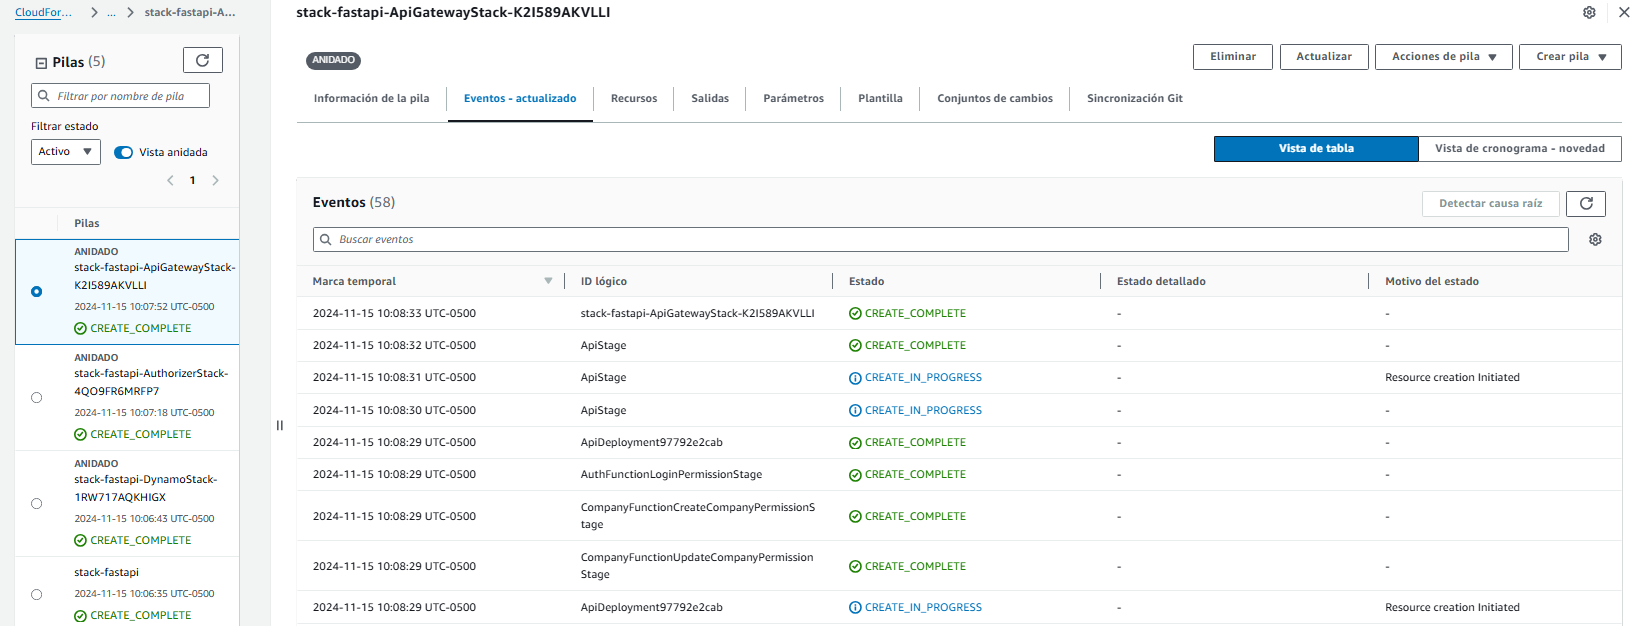 CloudFor... > ... > stack-fastapi-A...
Pilas (5)
Filtrar por nombre de pila
Filtrar estado
Activo
Vista anidada
1
Pilas
ANIDADO
stack-fastapi-ApiGatewayStack-
K2I589AKVLLI
2024-11-15 10:07:52 UTC-0500
CREATE_COMPLETE
ANIDADO
stack-fastapi-AuthorizerStack-
4QO9FR6MRFP7
2024-11-15 10:07:18 UTC-0500
CREATE_COMPLETE
ANIDADO
stack-fastapi-DynamoStack-
1RW717AQKHIGX
2024-11-15 10:06:43 UTC-0500
CREATE_COMPLETE
stack-fastapi
2024-11-15 10:06:35 UTC-0500
CREATE_COMPLETE
stack-fastapi-ApiGatewayStack-K2I589AKVLLI
ANIDADO
Eliminar Actualizar Acciones de pila Crear pila
Información de la pila Eventos - actualizado Recursos Salidas Parámetros Plantilla Conjuntos de cambios Sincronización Git
Vista de tabla Vista de cronograma - novedad
Eventos (58)
Detectar causa raíz
Buscar eventos
Marca temporal ID lógico Estado Estado detallado Motivo del estado
2024-11-15 10:08:33 UTC-0500 stack-fastapi-ApiGatewayStack-K2I589AKVLLI CREATE_COMPLETE - -
2024-11-15 10:08:32 UTC-0500 ApiStage CREATE_COMPLETE - -
2024-11-15 10:08:31 UTC-0500 ApiStage CREATE_IN_PROGRESS - Resource creation Initiated
2024-11-15 10:08:30 UTC-0500 ApiStage CREATE_IN_PROGRESS - -
2024-11-15 10:08:29 UTC-0500 ApiDeployment97792e2cab CREATE_COMPLETE - -
2024-11-15 10:08:29 UTC-0500 AuthFunctionLoginPermissionStage CREATE_COMPLETE - -
2024-11-15 10:08:29 UTC-0500 CompanyFunctionCreateCompanyPermissionS
tage CREATE_COMPLETE - -
2024-11-15 10:08:29 UTC-0500 CompanyFunctionUpdateCompanyPermission
Stage CREATE_COMPLETE - -
2024-11-15 10:08:29 UTC-0500 ApiDeployment97792e2cab CREATE_IN_PROGRESS - Resource creation Initiated